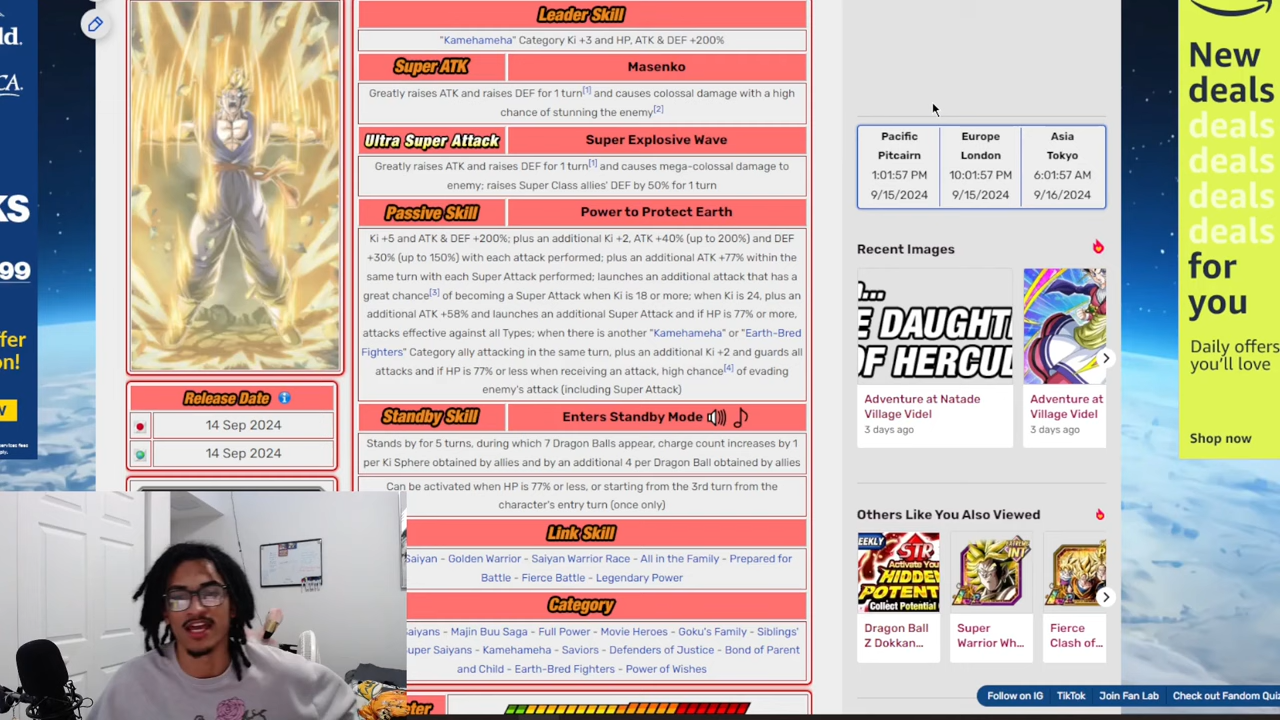 Leader Skill
"Kamehameha" Category Ki +3 and HP, ATK & DEF +200%
Super ATK
Masenko
Greatly raises ATK and raises DEF for 1 turn[1] and causes colossal damage with a high
chance of stunning the enemy[2]
Ultra Super Attack
Super Explosive Wave
Greatly raises ATK and raises DEF for 1 turn[1] and causes mega-colossal damage to
enemy; raises Super Class allies' DEF by 50% for 1 turn
Passive Skill
Power to Protect Earth
Ki +5 and ATK & DEF +200%; plus an additional Ki +2, ATK +40% (up to 200%) and DEF
+30% (up to 150%) with each attack performed; plus an additional ATK +77% within the
same turn with each Super Attack performed; launches an additional attack that has a
great chance[3] of becoming a Super Attack when Ki is 18 or more; when Ki is 24, plus an
additional ATK +58% and launches an additional Super Attack and if HP is 77% or more,
attacks effective against all Types; when there is another "Kamehameha" or "Earth-Bred
Fighters" Category ally attacking in the same turn, plus an additional Ki +2 and guards all
attacks and if HP is 77% or less when receiving an attack, high chance[4] of evading
enemy's attack (including Super Attack)
Standby Skill
Enters Standby Mode
Stands by for 5 turns, during which 7 Dragon Balls appear, charge count increases by 1
per Ki Sphere obtained by allies and by an additional 4 per Dragon Ball obtained by allies
Can be activated when HP is 77% or less, or starting from the 3rd turn from the
character's entry turn (once only)
Link Skill
Saiyan - Golden Warrior - Saiyan Warrior Race - All in the Family - Prepared for
Battle - Fierce Battle - Legendary Power
Category
Saiyans - Majin Buu Saga - Full Power - Movie Heroes - Goku's Family - Siblings'
Super Saiyans - Kamehameha - Saviors - Defenders of Justice - Bond of Parent
and Child - Earth-Bred Fighters - Power of Wishes
Release Date
14 Sep 2024
14 Sep 2024
Pacific
Pitcairn
1:01:57 PM
9/15/2024
Europe
London
10:01:57 PM
9/15/2024
Asia
Tokyo
6:01:57 AM
9/16/2024
Recent Images
E DAUGHT
OF HERCUL
Adventure at Natade
Village Videl
3 days ago
Adventure at
Village Videl
3 days ago
Others Like You Also Viewed
WEEKLY
STR
Activate You
HIDDE
POTENT
Collect Potential
Dragon Ball
Z Dokkan...
EXTREME
INT
Super
Warrior Wh...
Fierce
Clash of...
Follow on IG
TikTok
Join Fan Lab
Check out Fandom Quiz
New
deals
deals
deals
deals
for
you
Daily offers
you'll love
Shop now
ld.
CA.
KS
99
ffer
on!
W